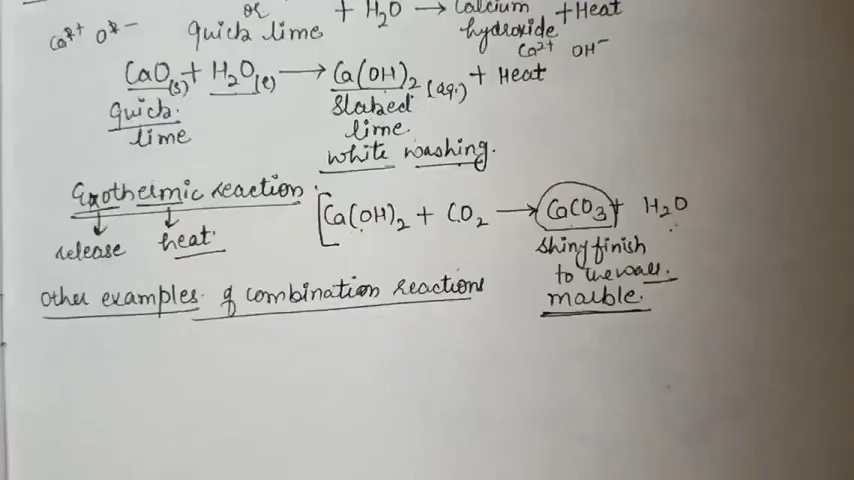 or + H₂O → Calcium + Heat
quick lime hydroxide
Ca²⁺ O²⁻ Ca²⁺ OH⁻
CaO(s) + H₂O(l) → Ca(OH)₂(aq.) + Heat
quick slaked
lime lime
white washing.
Exothermic reaction: [Ca(OH)₂ + CO₂ → CaCO₃ + H₂O
release heat. shiny finish
to the wall.
other examples of combination reactions marble.